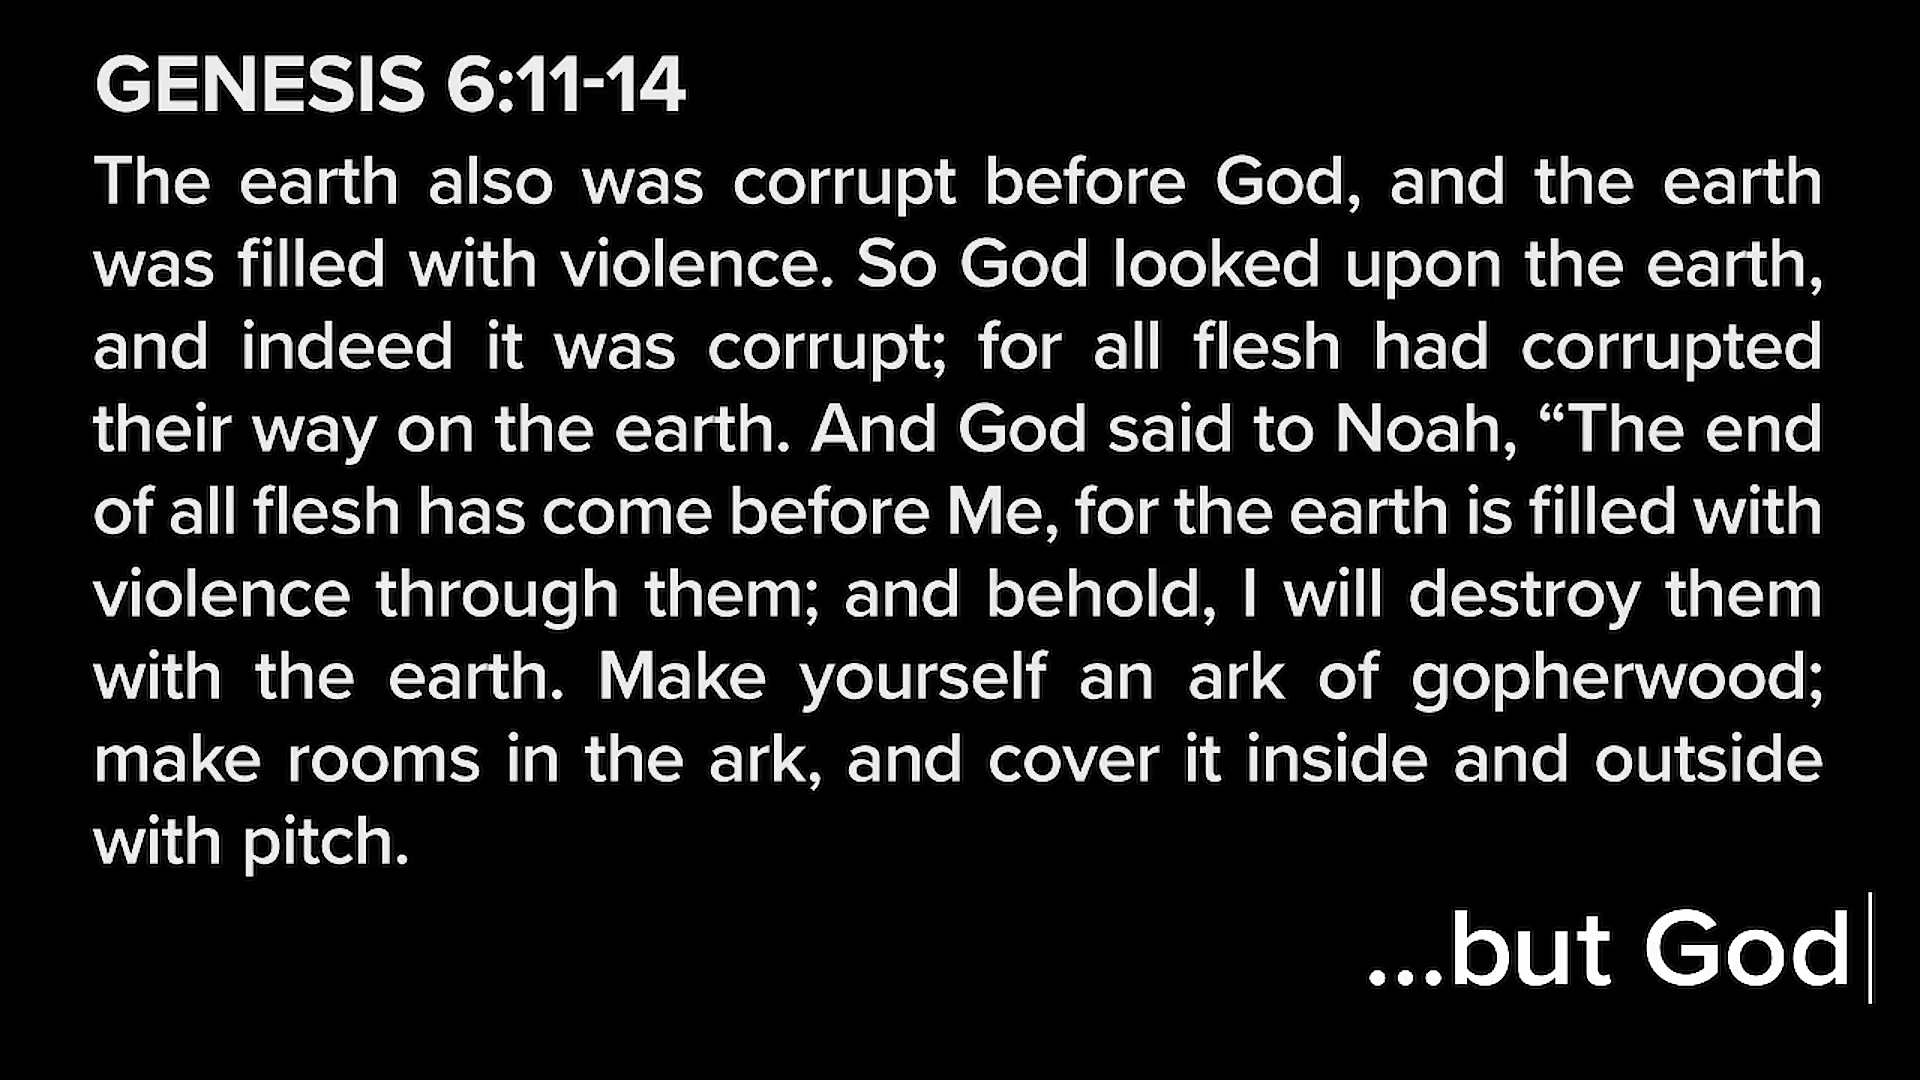 GENESIS 6:11-14
The earth also was corrupt before God, and the earth
was filled with violence. So God looked upon the earth,
and indeed it was corrupt; for all flesh had corrupted
their way on the earth. And God said to Noah, “The end
of all flesh has come before Me, for the earth is filled with
violence through them; and behold, I will destroy them
with the earth. Make yourself an ark of gopherwood;
make rooms in the ark, and cover it inside and outside
with pitch.
...but God